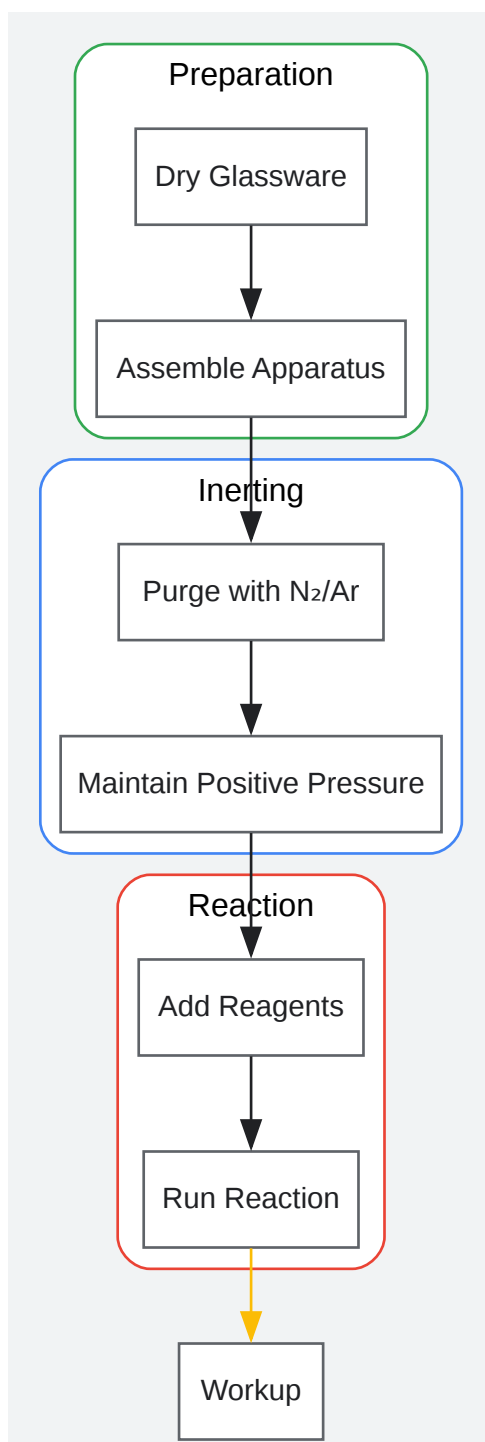 Preparation
Dry Glassware
Assemble Apparatus
Inerting
Purge with N₂/Ar
Maintain Positive Pressure
Reaction
Add Reagents
Run Reaction
Workup